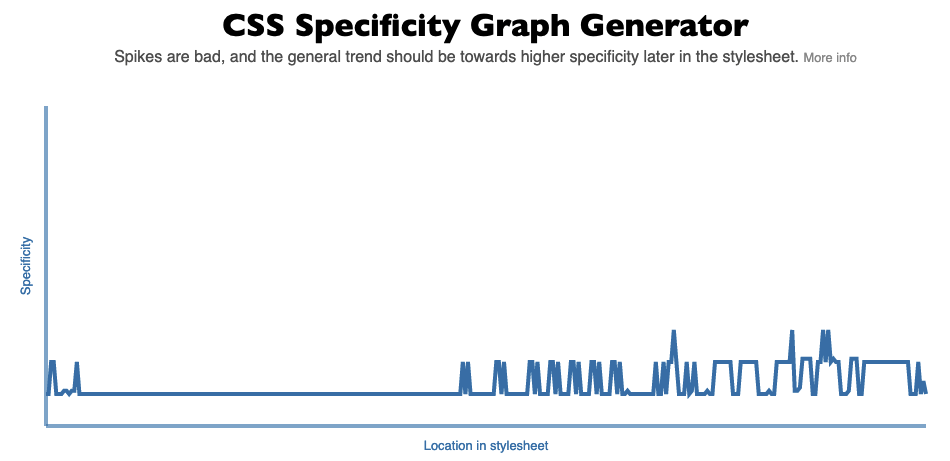 CSS Specificity Graph Generator
Spikes are bad, and the general trend should be towards higher specificity later in the stylesheet. More info
Specificity
Location in stylesheet